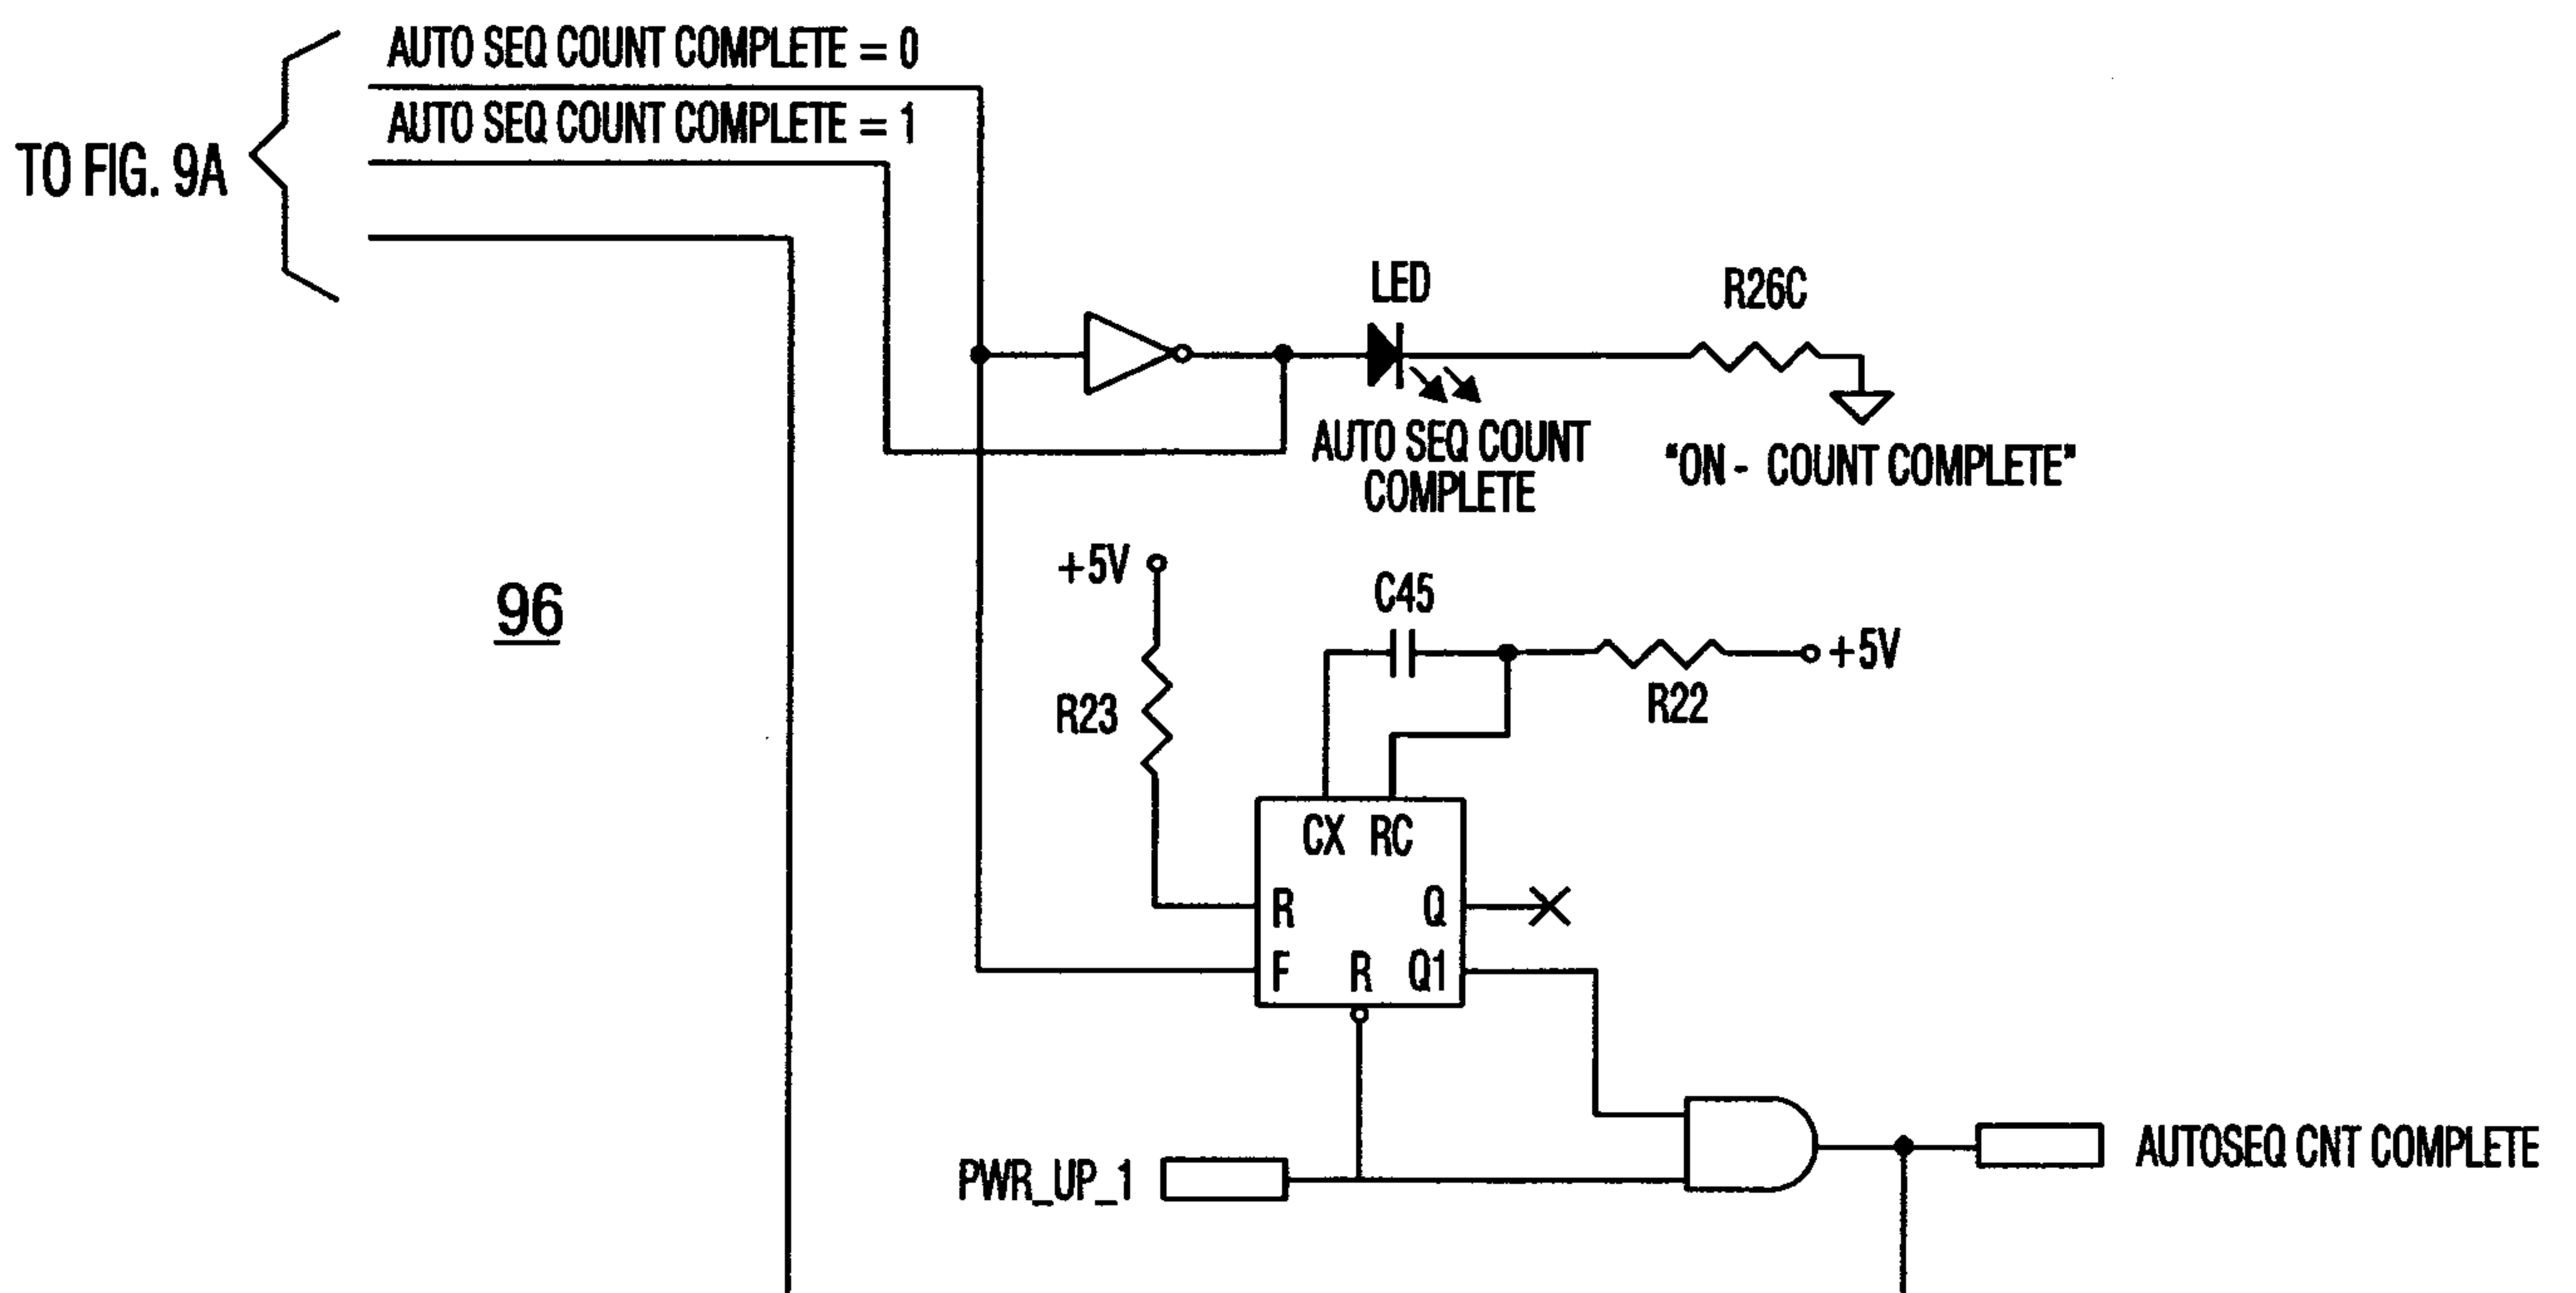 AUTO SEQ COUNT COMPLETE = 0
AUTO SEQ COUNT COMPLETE = 1
TO FIG. 9A
LED
R26C
AUTO SEQ COUNT
COMPLETE
"ON - COUNT COMPLETE"
+5V
C45
96
+5V
R23
R22
CX RC
R
Q
F
R
Q1
PWR_UP_1
AUTOSEQ CNT COMPLETE